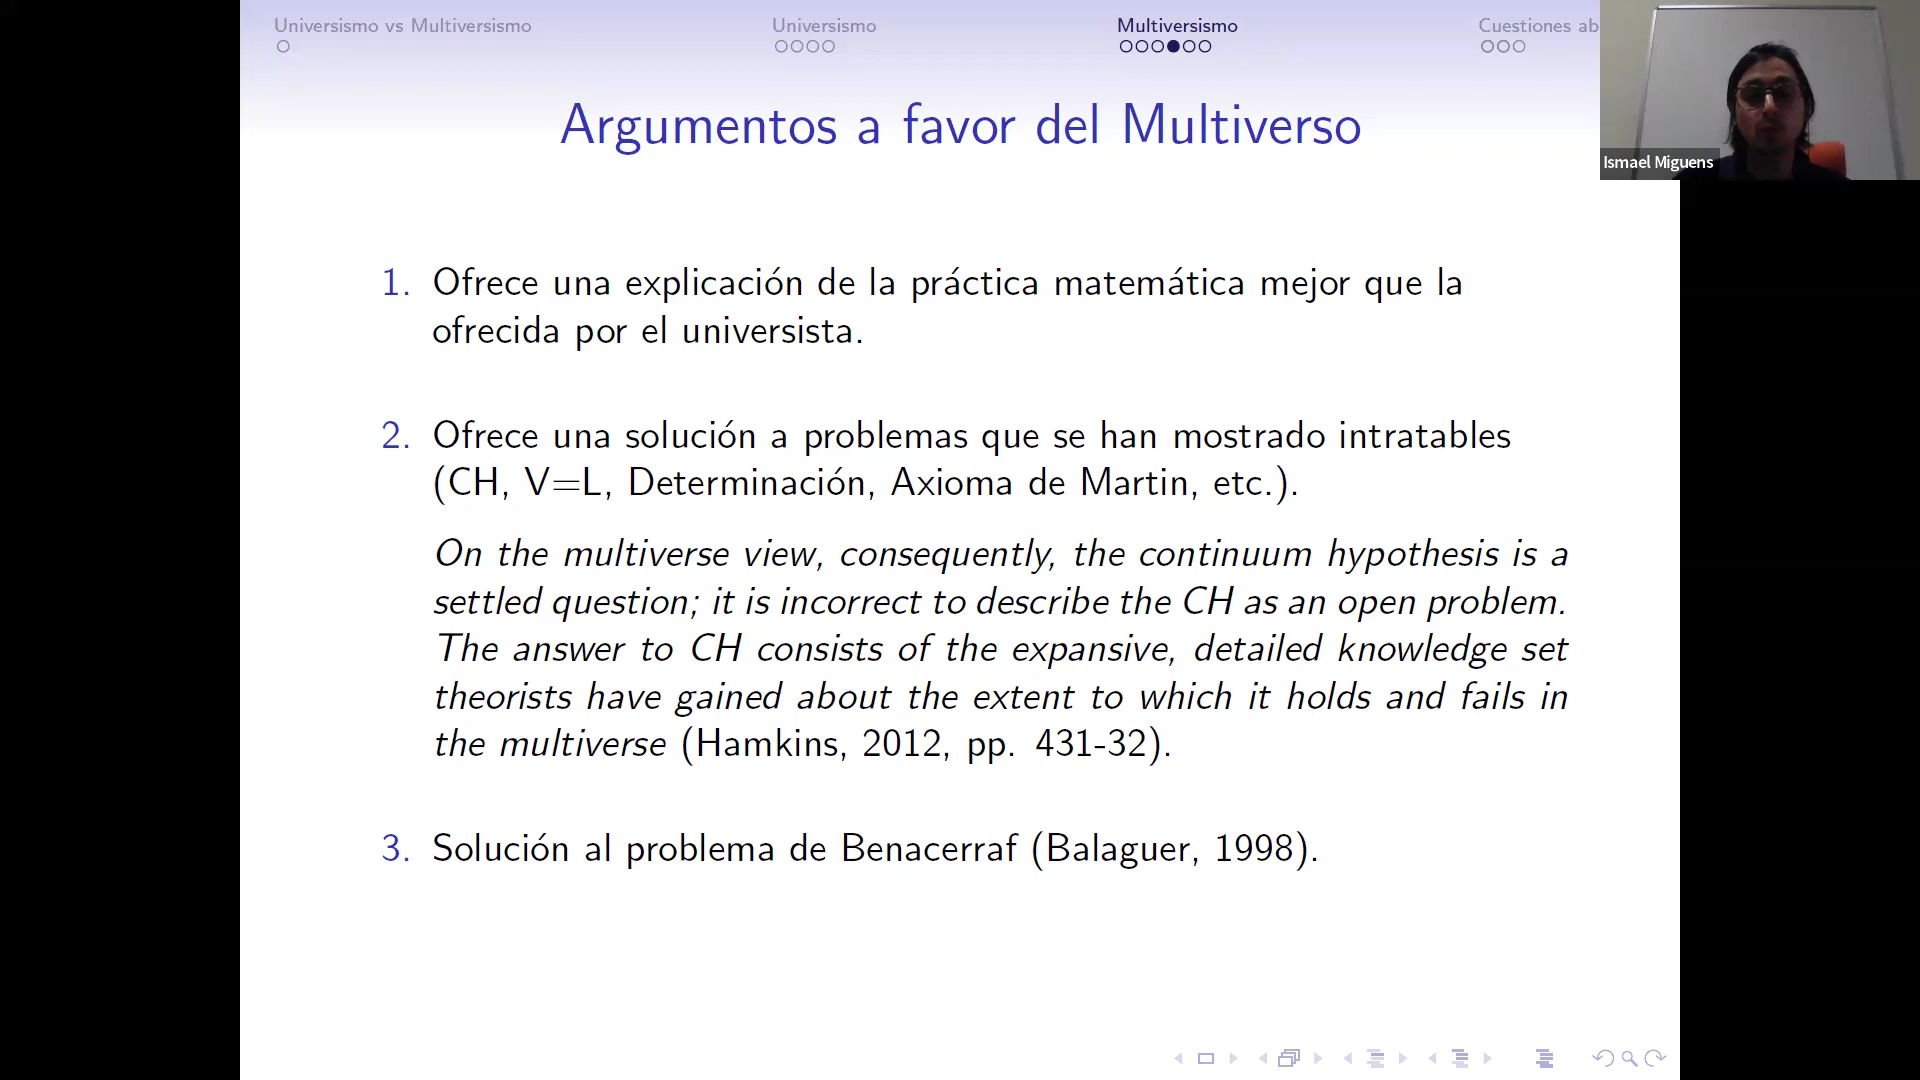 Universismo vs Multiversismo
Universismo
Multiversismo
Cuestiones ab
Argumentos a favor del Multiverso
Ismael Miguens
1. Ofrece una explicación de la práctica matemática mejor que la
ofrecida por el universista.
2. Ofrece una solución a problemas que se han mostrado intratables
(CH, V=L, Determinación, Axioma de Martin, etc.).
On the multiverse view, consequently, the continuum hypothesis is a
settled question; it is incorrect to describe the CH as an open problem.
The answer to CH consists of the expansive, detailed knowledge set
theorists have gained about the extent to which it holds and fails in
the multiverse (Hamkins, 2012, pp. 431-32).
3. Solución al problema de Benacerraf (Balaguer, 1998).